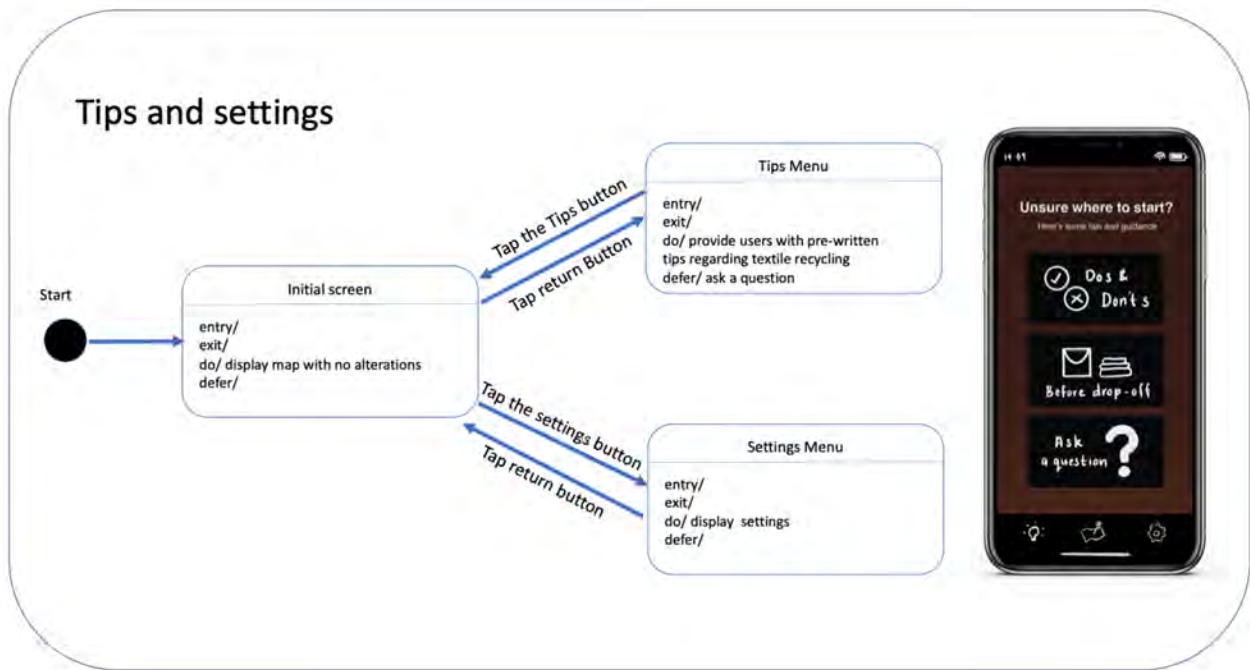 Tips and settings
Start
Initial screen
entry/
exit/
do/ display map with no alterations
defer/
Tap the Tips button
Tap return Button
Tips Menu
entry/
exit/
do/ provide users with pre-written
tips regarding textile recycling
defer/ ask a question
Tap the settings button
Tap return button
Settings Menu
entry/
exit/
do/ display settings
defer/
Unsure where to start?
Here's some tips and guidance
Dos &
Don't s
Before drop-off
Ask
a question
?